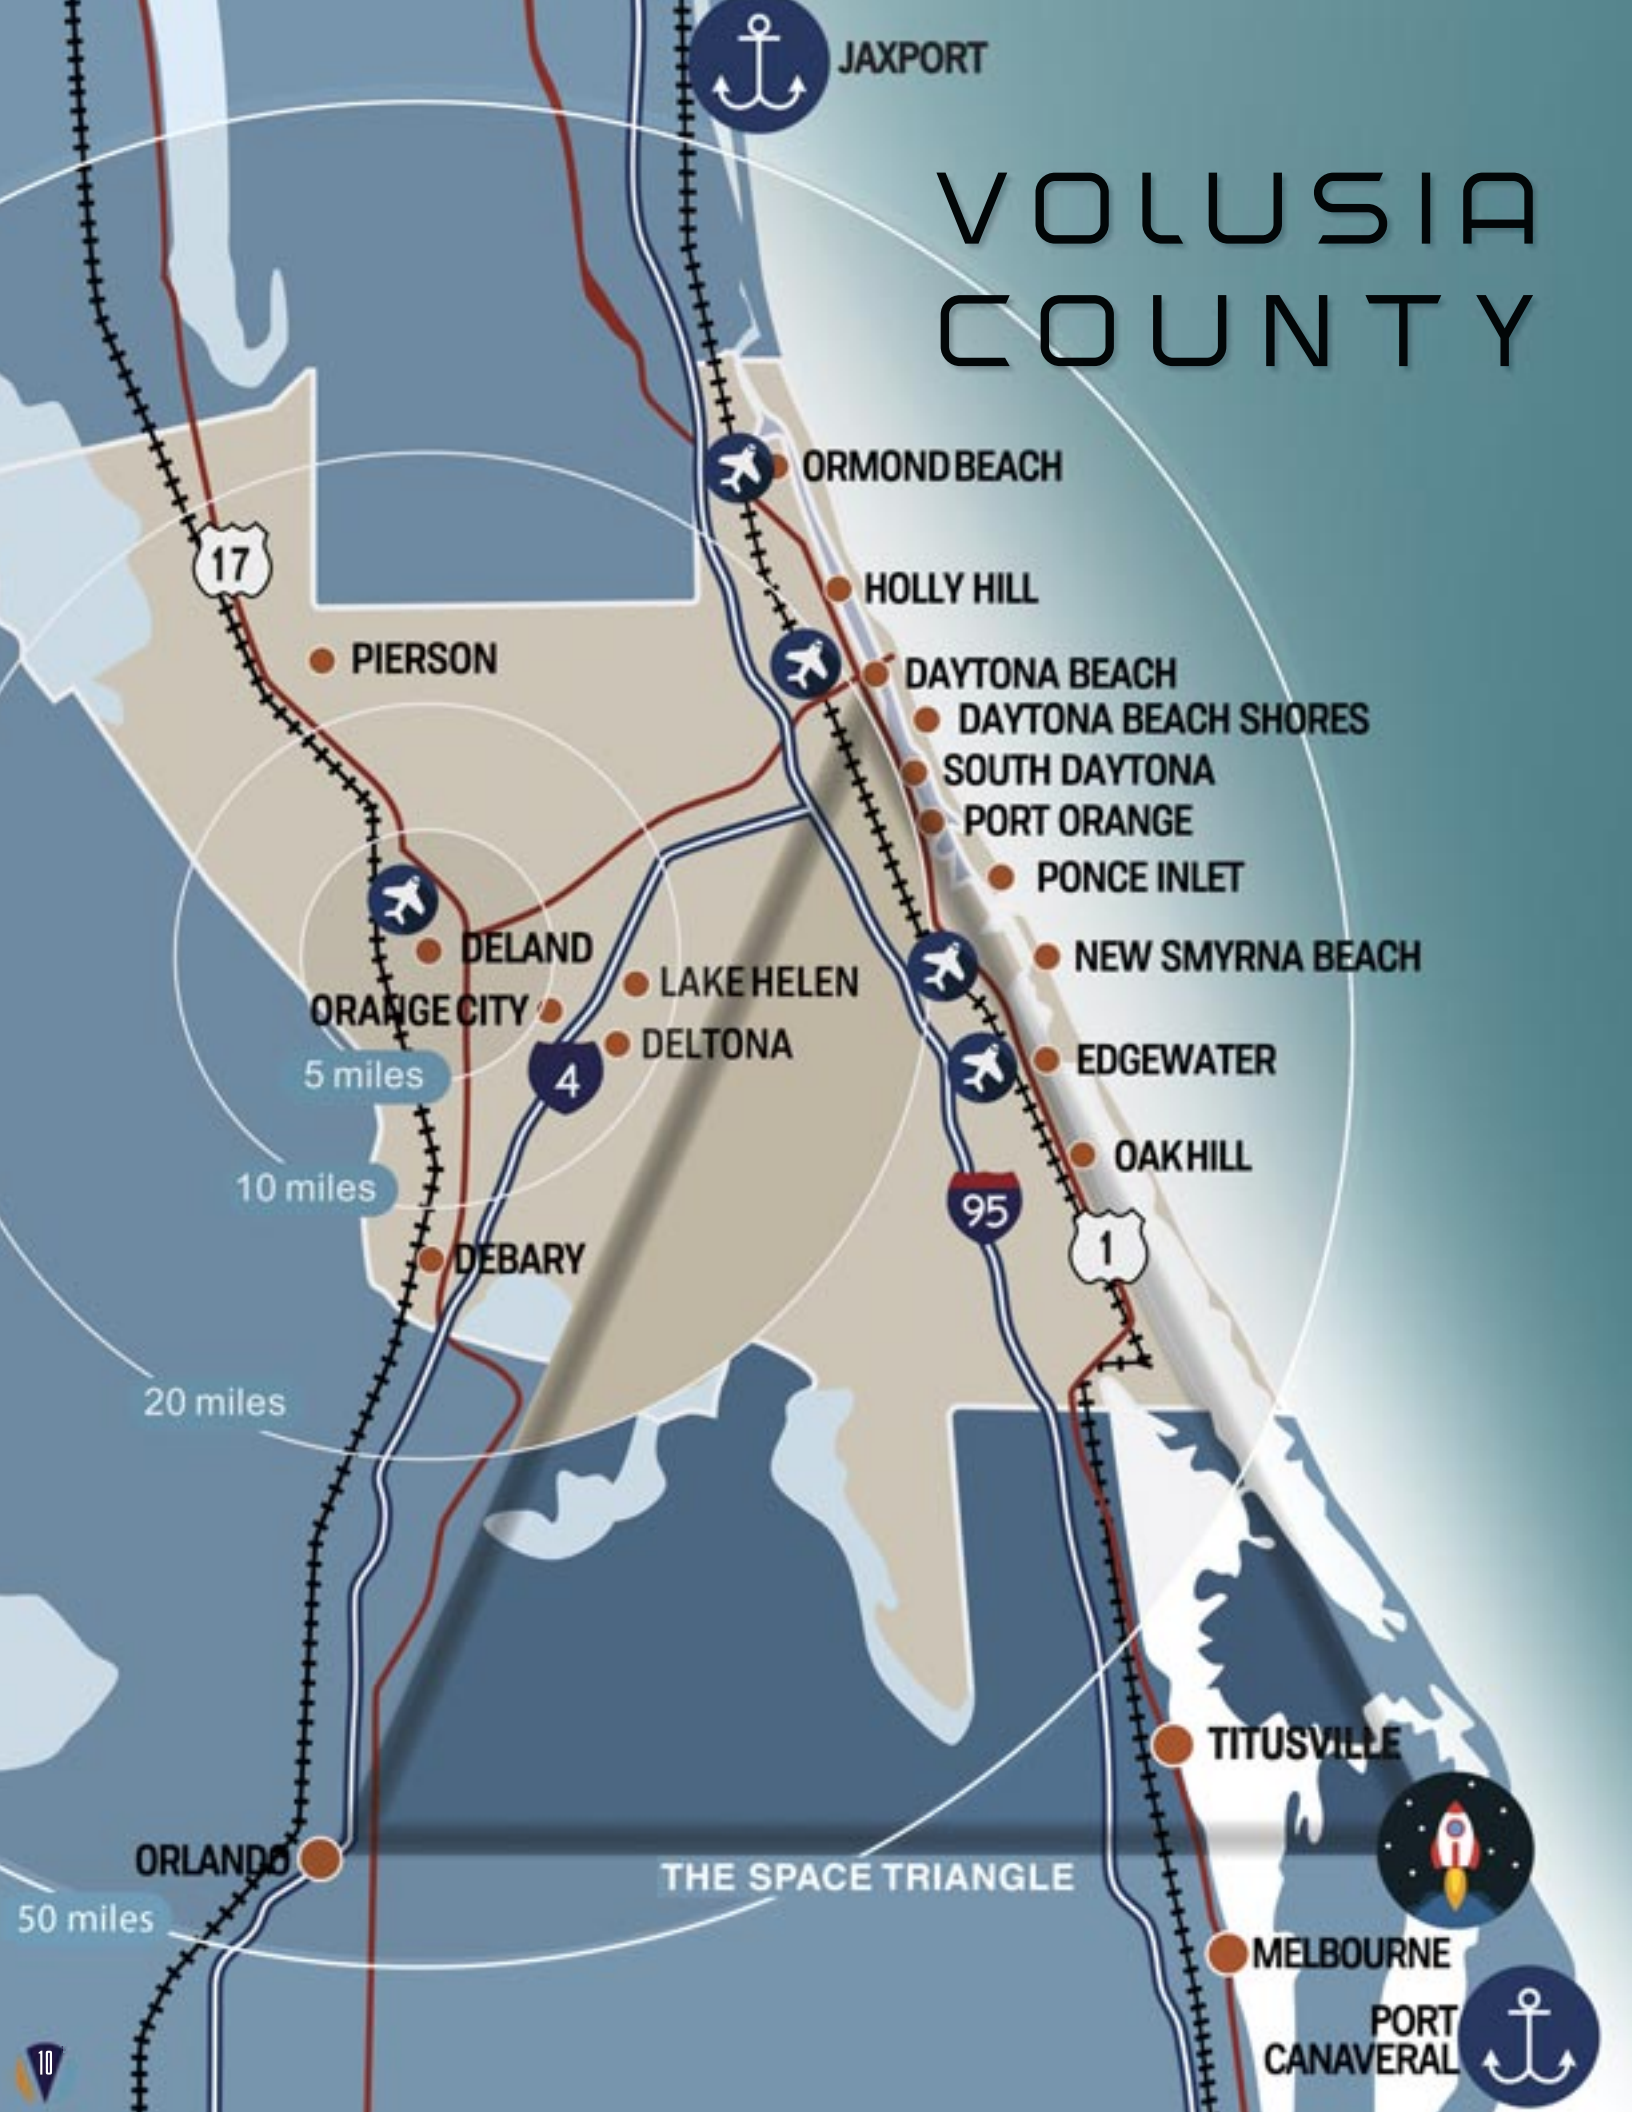 JAXPORT
VOLUSIA
COUNTY
ORMOND BEACH
17
HOLLY HILL
PIERSON
DAYTONA BEACH
DAYTONA BEACH SHORES
SOUTH DAYTONA
PORT ORANGE
PONCE INLET
DELAND
NEW SMYRNA BEACH
LAKE HELEN
ORANGE CITY
DELTONA
EDGEWATER
5 miles
4
OAK HILL
10 miles
95
1
DEBARY
20 miles
TITUSVILLE
ORLANDO
THE SPACE TRIANGLE
50 miles
MELBOURNE
PORT
CANAVERAL
10